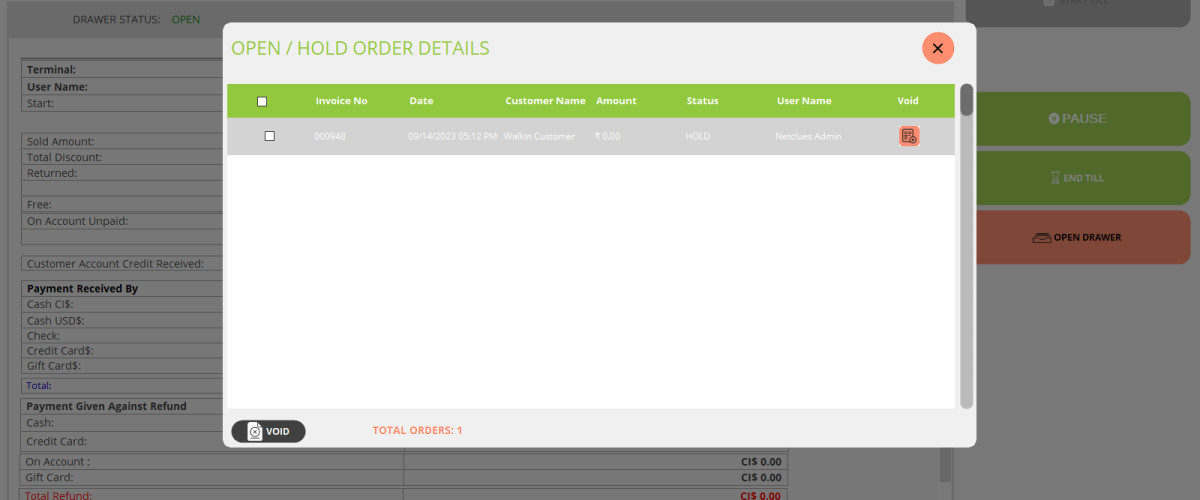 START TILL
DRAWER STATUS: OPEN
OPEN / HOLD ORDER DETAILS
Terminal:
User Name:
Start:
Invoice No Date Customer Name Amount Status User Name Void
000948 09/14/2023 05:12 PM Walkin Customer ₹ 0.00 HOLD Netclues Admin
PAUSE
END TILL
OPEN DRAWER
Sold Amount:
Total Discount:
Returned:
Free:
On Account Unpaid:
Customer Account Credit Received:
Payment Received By
Cash CI$:
Cash USD$:
Check:
Credit Card$:
Gift Card$:
Total:
Payment Given Against Refund
Cash:
Credit Card:
VOID TOTAL ORDERS: 1
On Account : CI$ 0.00
Gift Card: CI$ 0.00
Total Refund: CI$ 0.00